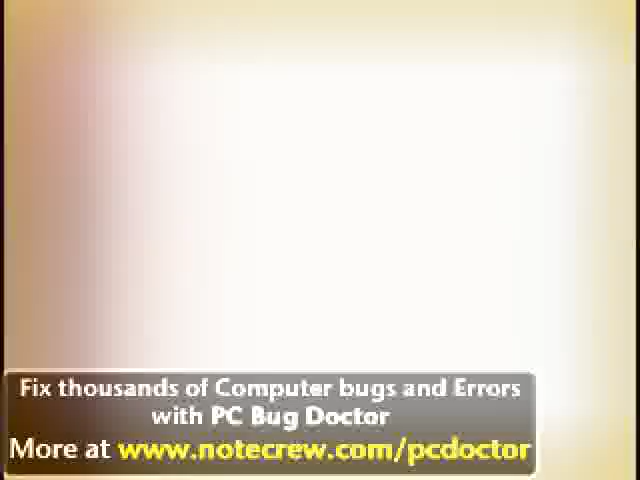 Fix thousands of Computer bugs and Errors
with PC Bug Doctor
More at www.notecrew.com/pcdoctor